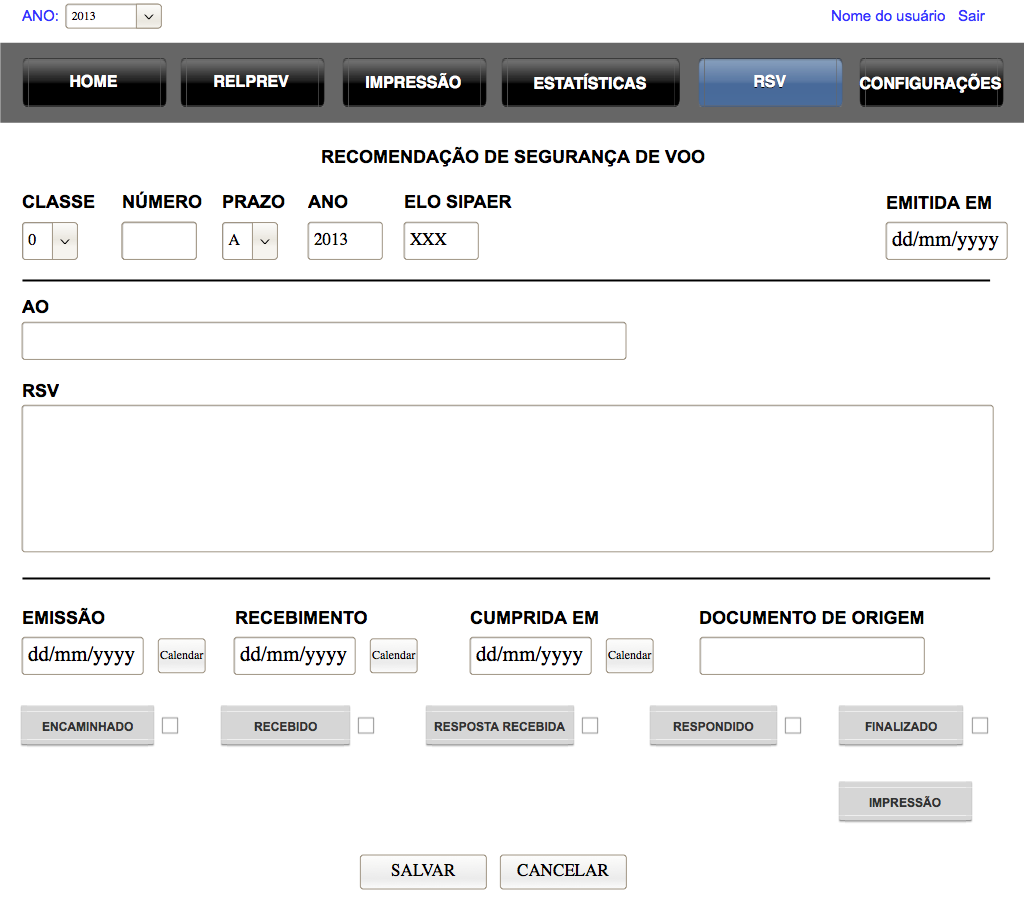 ANO: 2013 Nome do usuário Sair
HOME RELPREV IMPRESSÃO ESTATÍSTICAS RSV CONFIGURAÇÕES
RECOMENDAÇÃO DE SEGURANÇA DE VOO
CLASSE NÚMERO PRAZO ANO ELO SIPAER EMITIDA EM
0 A 2013 XXX dd/mm/yyyy
AO
RSV
EMISSÃO RECEBIMENTO CUMPRIDA EM DOCUMENTO DE ORIGEM
dd/mm/yyyy Calendar dd/mm/yyyy Calendar dd/mm/yyyy Calendar
ENCAMINHADO RECEBIDO RESPOSTA RECEBIDA RESPONDIDO FINALIZADO
IMPRESSÃO
SALVAR CANCELAR